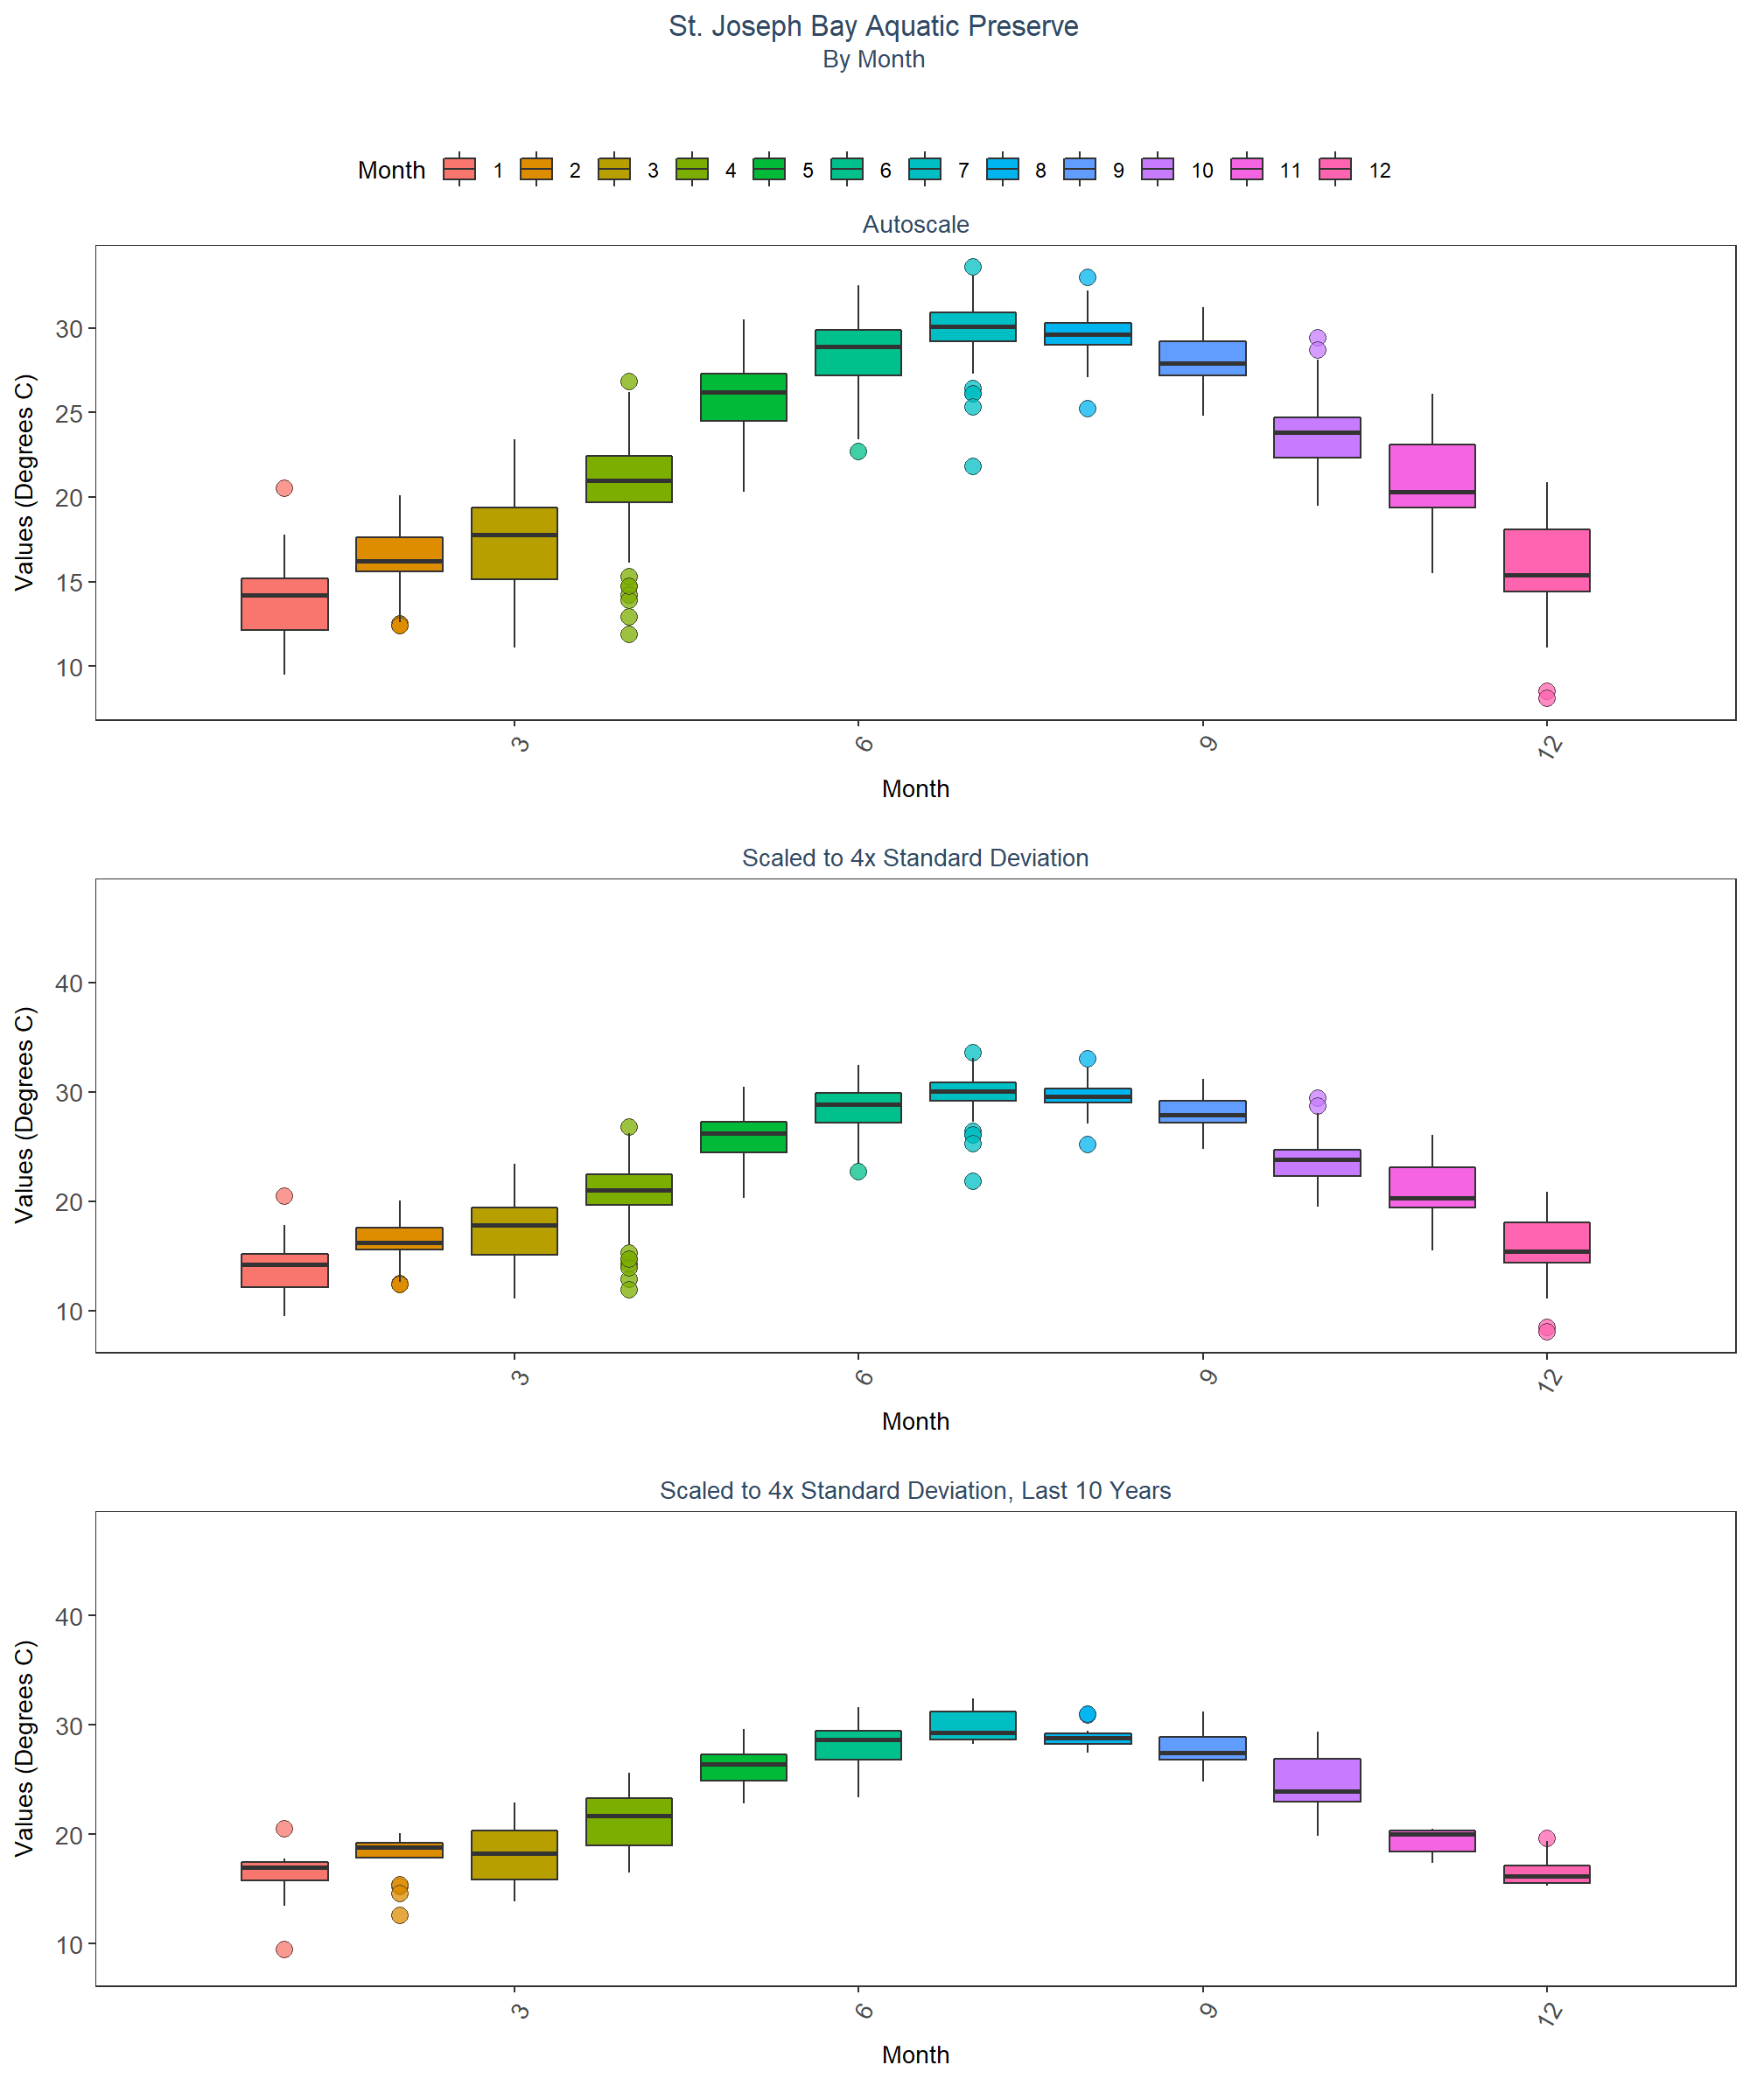 St. Joseph Bay Aquatic Preserve
By Month
Month 1 2 3 4 5 6 7 8 9 10 11 12
Autoscale
Values (Degrees C)
30
25
20
15
10
3 6 9 12
Month
Scaled to 4x Standard Deviation
Values (Degrees C)
40
30
20
10
3 6 9 12
Month
Scaled to 4x Standard Deviation, Last 10 Years
Values (Degrees C)
40
30
20
10
3 6 9 12
Month